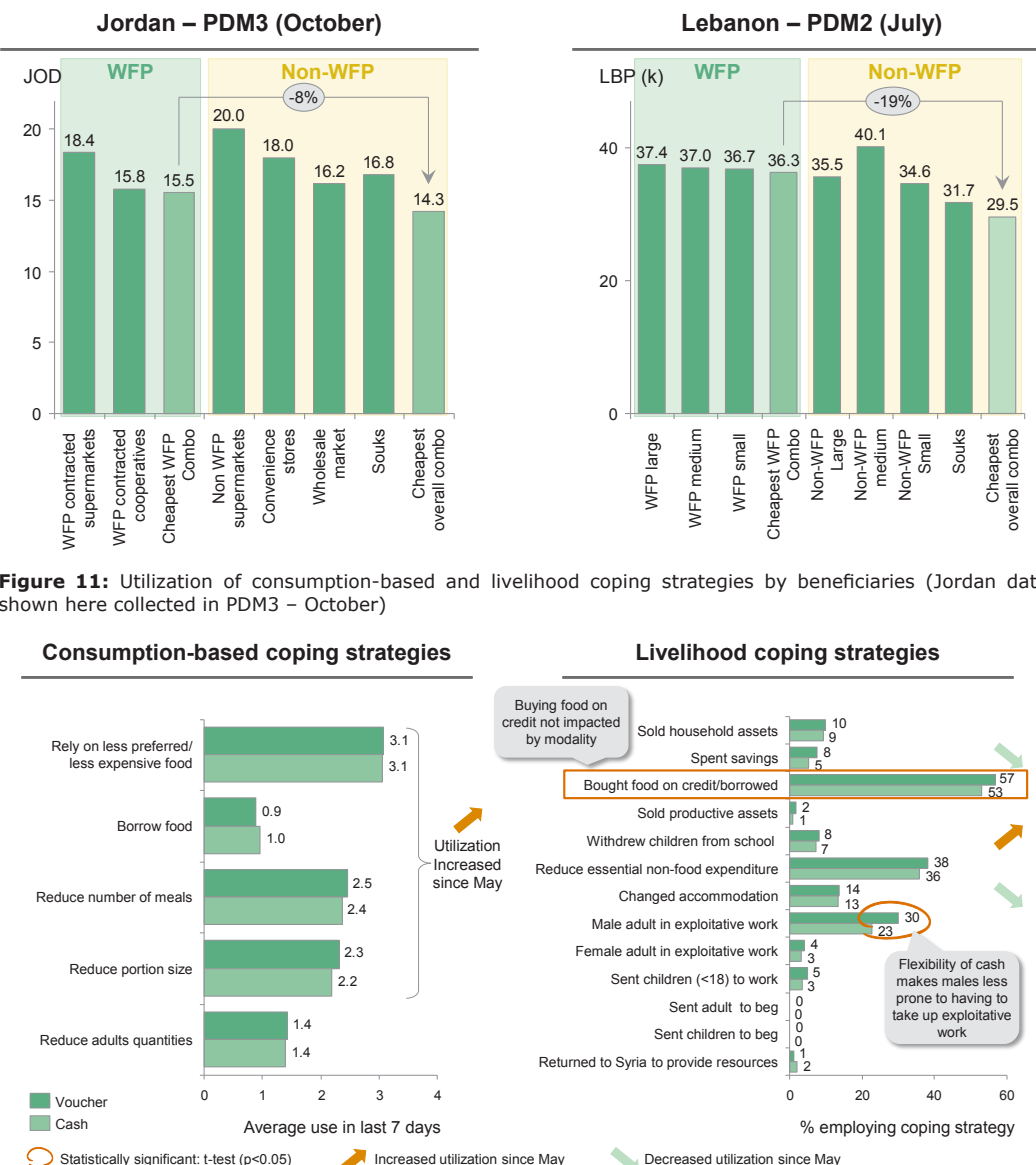 Jordan – PDM3 (October)
JOD
WFP
Non-WFP
-8%
20
15
10
5
0
18.4
15.8
15.5
20.0
18.0
16.2
16.8
14.3
WFP contracted
supermarkets
WFP contracted
cooperatives
Cheapest WFP
Combo
Non WFP
supermarkets
Convenience
stores
Wholesale
market
Souks
Cheapest
overall combo
Lebanon – PDM2 (July)
LBP (k)
WFP
Non-WFP
-19%
40
20
0
37.4
37.0
36.7
36.3
35.5
40.1
34.6
31.7
29.5
WFP large
WFP medium
WFP small
Cheapest WFP
Combo
Non-WFP
Large
Non-WFP
medium
Non-WFP
Small
Souks
Cheapest
overall combo
Figure 11: Utilization of consumption-based and livelihood coping strategies by beneficiaries (Jordan dat
shown here collected in PDM3 – October)
Consumption-based coping strategies
Rely on less preferred/
less expensive food
3.1
3.1
Borrow food
0.9
1.0
Reduce number of meals
2.5
2.4
Reduce portion size
2.3
2.2
Reduce adults quantities
1.4
1.4
Utilization
Increased
since May
0 1 2 3 4
Average use in last 7 days
Voucher
Cash
Livelihood coping strategies
Buying food on
credit not impacted
by modality
Sold household assets
10
9
Spent savings
8
5
Bought food on credit/borrowed
57
53
Sold productive assets
2
1
Withdrew children from school
8
7
Reduce essential non-food expenditure
38
36
Changed accommodation
14
13
Male adult in exploitative work
30
23
Female adult in exploitative work
4
3
Sent children (<18) to work
5
3
Sent adult to beg
0
0
Sent children to beg
0
0
Returned to Syria to provide resources
1
2
Flexibility of cash
makes males less
prone to having to
take up exploitative
work
0 20 40 60
% employing coping strategy
Statistically significant: t-test (p<0.05)
Increased utilization since May
Decreased utilization since May